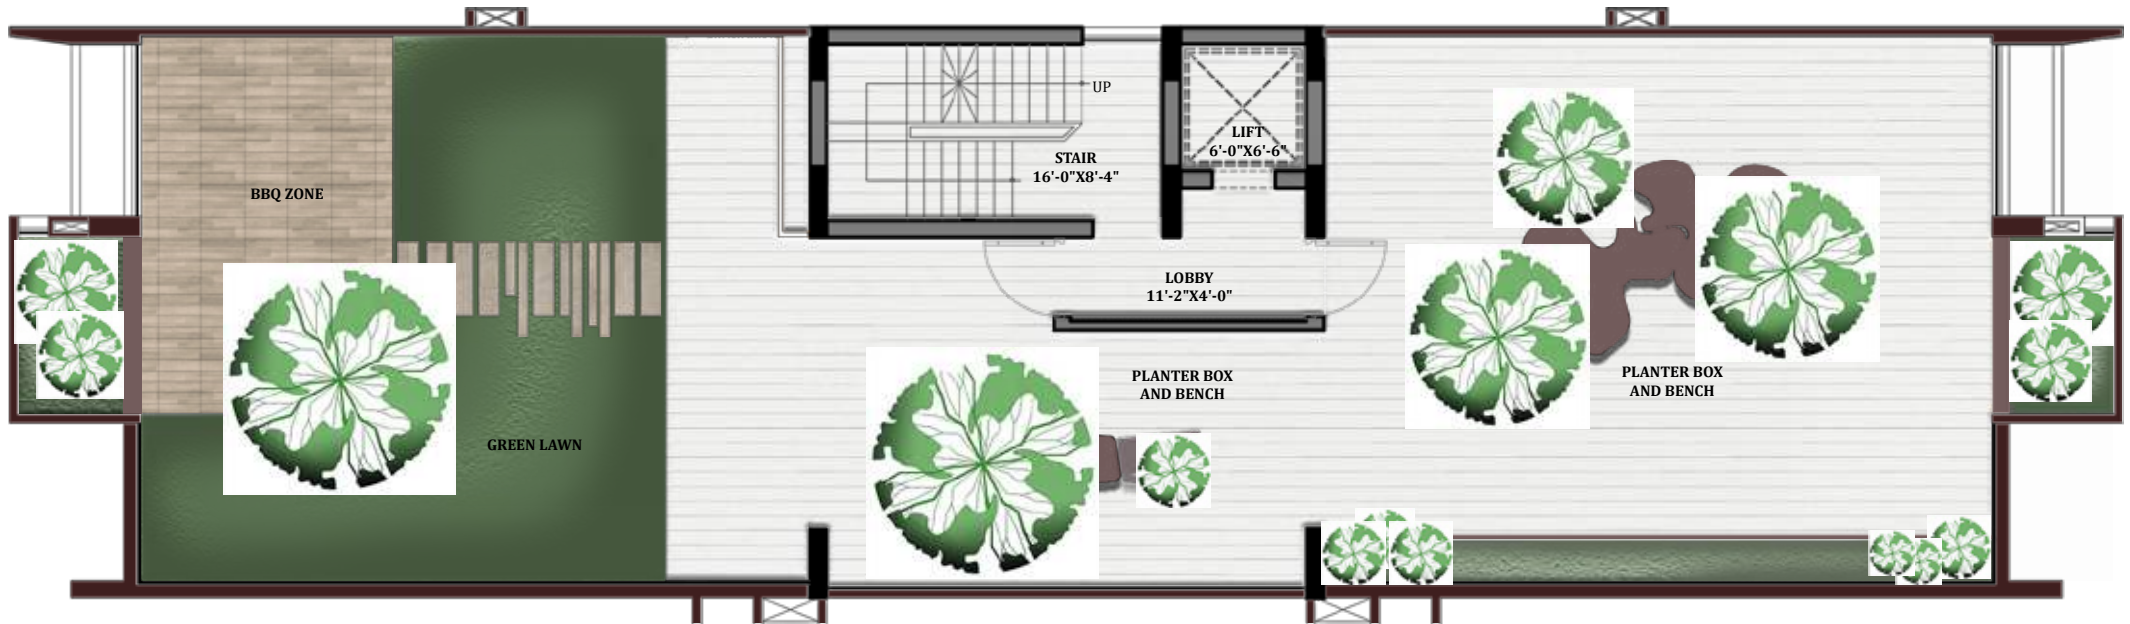 UP
LIFT
6'-0"X6'-6"
STAIR
16'-0"X8'-4"
BBQ ZONE
LOBBY
11'-2"X4'-0"
PLANTER BOX
AND BENCH
PLANTER BOX
AND BENCH
GREEN LAWN